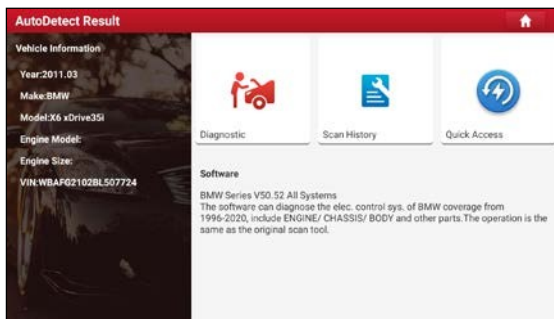 AutoDetect Result
Vehicle Information
Year:2011.03
Make:BMW
Model:X6 xDrive35i
Engine Model:
Engine Size:
VIN:WBAFG2102BL507724
Diagnostic
Scan History
Quick Access
Software
BMW Series V50.52 All Systems
The software can diagnose the elec. control sys. of BMW coverage from
1996-2020, include ENGINE/ CHASSIS/ BODY and other parts.The operation is the
same as the original scan tool.